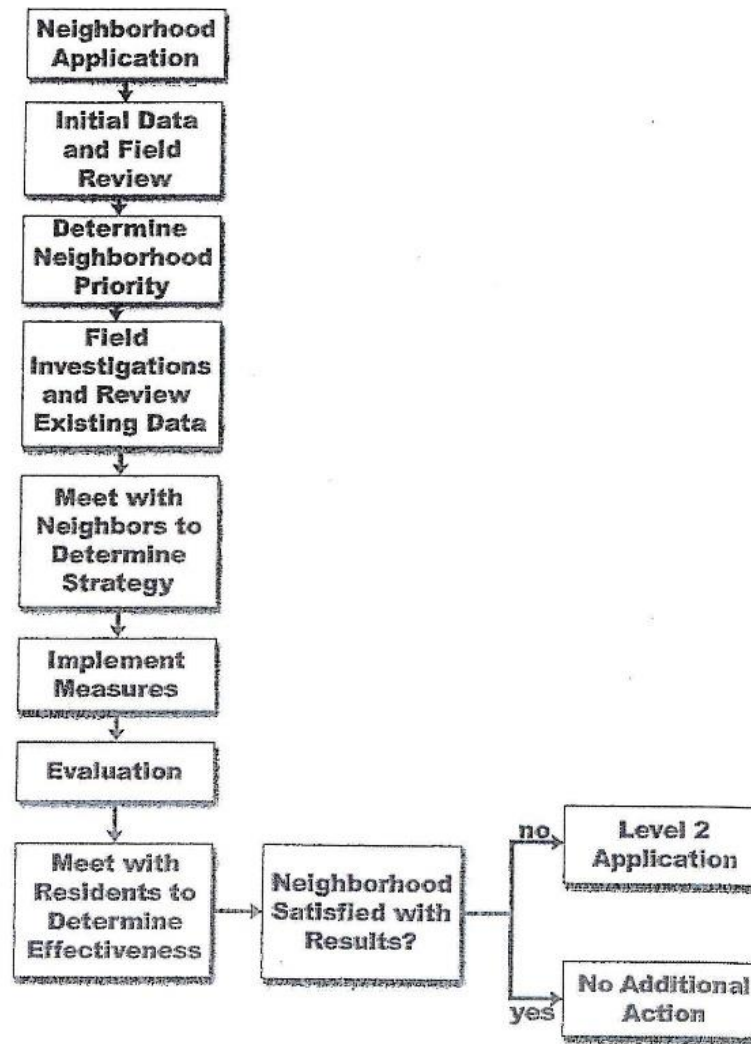 Neighborhood
Application
Initial Data
and Field
Review
Determine
Neighborhood
Priority
Field
Investigations
and Review
Existing Data
Meet with
Neighbors to
Determine
Strategy
Implement
Measures
Evaluation
Meet with
Residents to
Determine
Effectiveness
Neighborhood
Satisfied with
Results?
no
Level 2
Application
yes
No Additional
Action